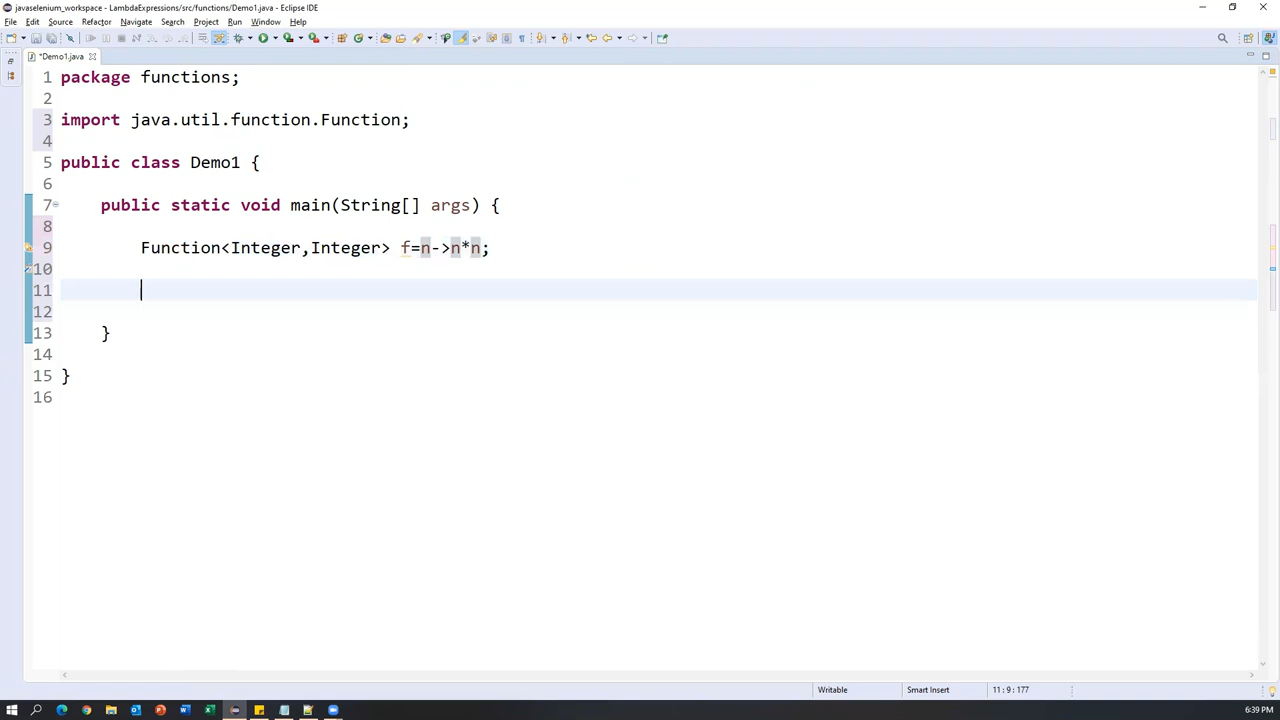 javaselenium_workspace - LambdaExpressions/src/functions/Demo1.java - Eclipse IDE
File Edit Source Refactor Navigate Search Project Run Window Help
*Demo1.java
1 package functions;
2
3 import java.util.function.Function;
4
5 public class Demo1 {
6
7 public static void main(String[] args) {
8
9 Function<Integer,Integer> f=n->n*n;
10
11
12
13 }
14
15 }
16
Writable Smart Insert 11 : 9 : 177
6:39 PM